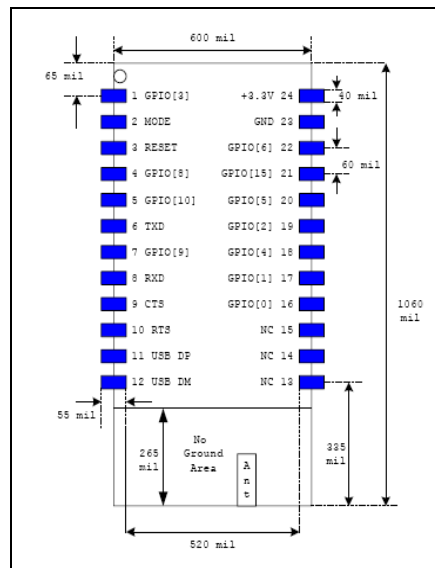 600 mil
65 mil
1 GPIO[3]
+3.3V 24
40 mil
2 MODE
GND 23
3 RESET
GPIO[6] 22
4 GPIO[8]
GPIO[15] 21
60 mil
5 GPIO[10]
GPIO[5] 20
6 TXD
GPIO[2] 19
7 GPIO[9]
GPIO[4] 18
8 RXD
GPIO[1] 17
9 CTS
GPIO[0] 16
1060
mil
10 RTS
NC 15
11 USB DP
NC 14
12 USB DM
NC 13
55 mil
265
mil
No
Ground
Area
Ant
335
mil
520 mil